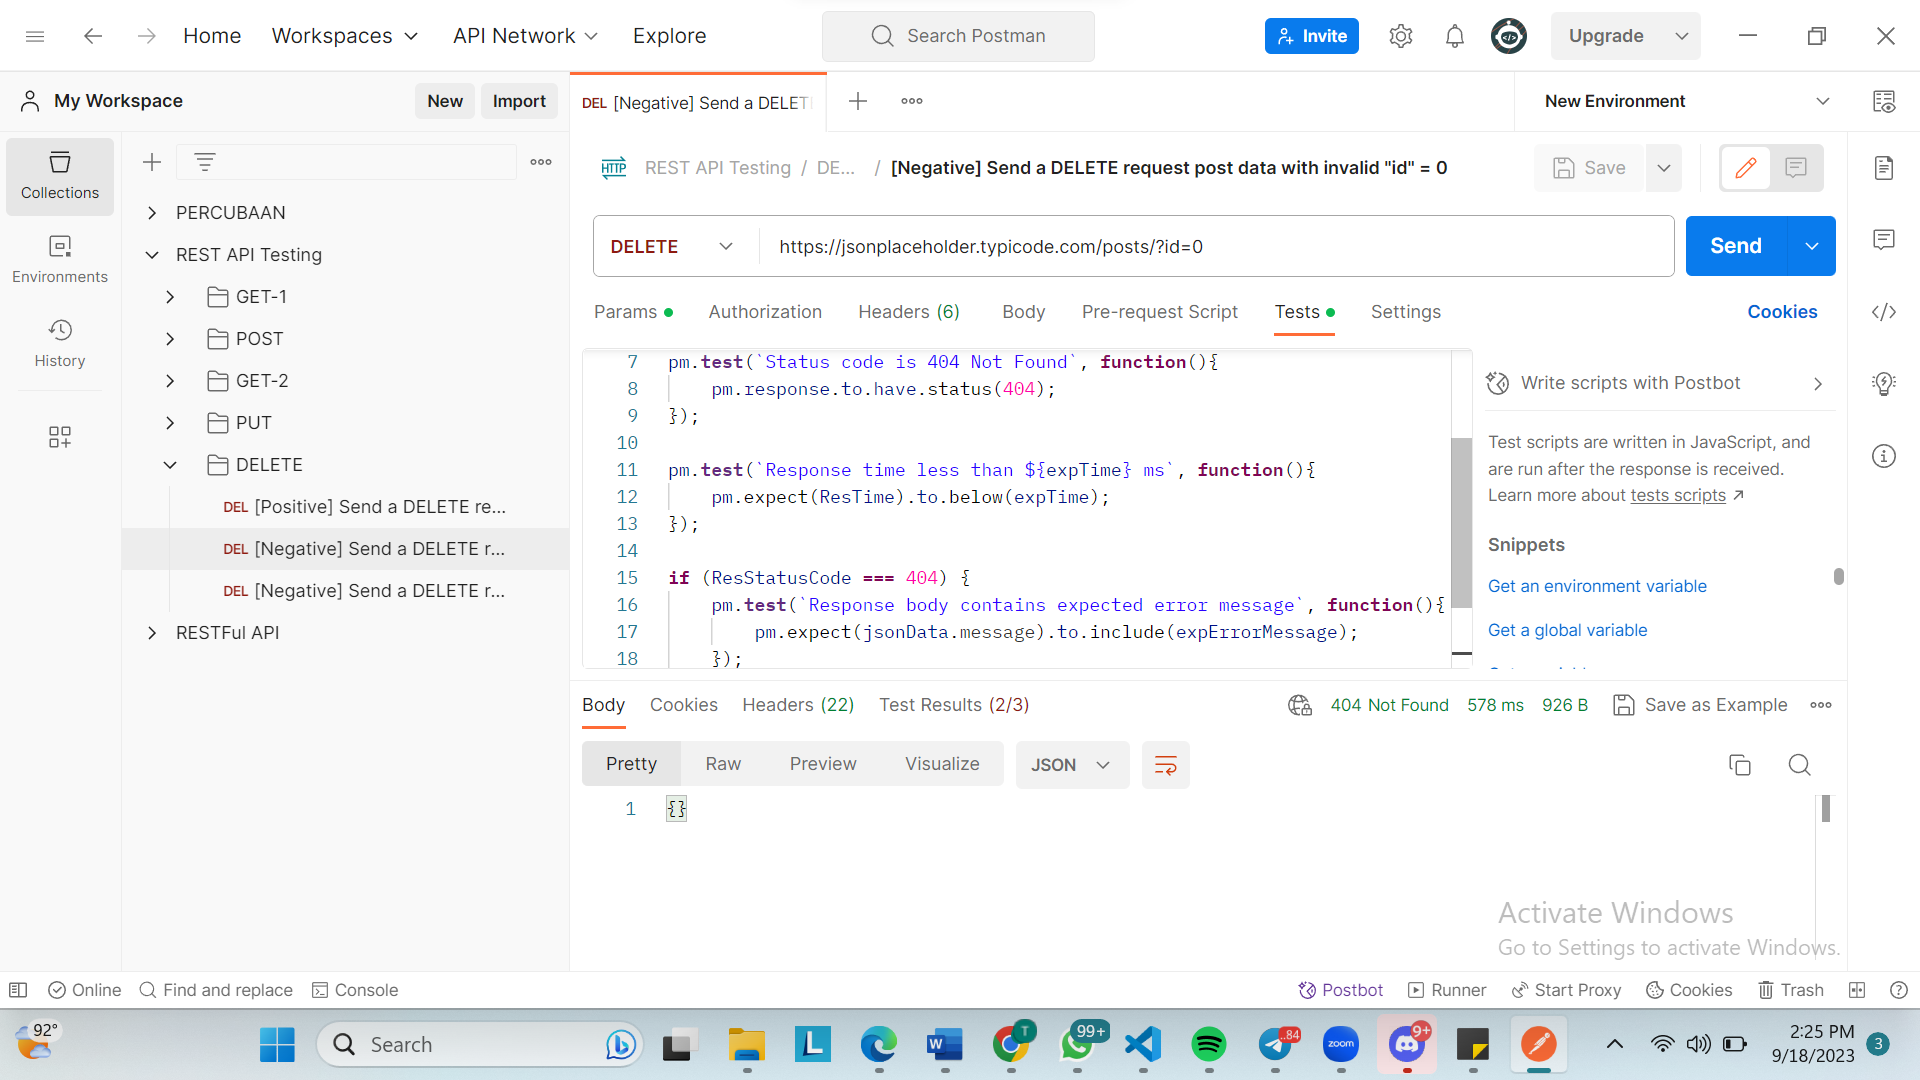 Home
Workspaces
API Network
Explore
Search Postman
Invite
Upgrade
My Workspace
New
Import
DEL [Negative] Send a DELET
New Environment
Collections
Environments
History
PERCUBAAN
REST API Testing
GET-1
POST
GET-2
PUT
DELETE
DEL [Positive] Send a DELETE re...
DEL [Negative] Send a DELETE r...
DEL [Negative] Send a DELETE r...
RESTFul API
HTTP REST API Testing / DE... / [Negative] Send a DELETE request post data with invalid "id" = 0
Save
DELETE
https://jsonplaceholder.typicode.com/posts/?id=0
Send
Params
Authorization
Headers (6)
Body
Pre-request Script
Tests
Settings
Cookies
7 pm.test(`Status code is 404 Not Found`, function(){
8 pm.response.to.have.status(404);
9 });
10
11 pm.test(`Response time less than ${expTime} ms`, function(){
12 pm.expect(ResTime).to.below(expTime);
13 });
14
15 if (ResStatusCode === 404) {
16 pm.test(`Response body contains expected error message`, function(){
17 pm.expect(jsonData.message).to.include(expErrorMessage);
18 });
Write scripts with Postbot
Test scripts are written in JavaScript, and
are run after the response is received.
Learn more about tests scripts
Snippets
Get an environment variable
Get a global variable
Body
Cookies
Headers (22)
Test Results (2/3)
404 Not Found
578 ms
926 B
Save as Example
Pretty
Raw
Preview
Visualize
JSON
1 {}
Activate Windows
Go to Settings to activate Windows.
Online
Find and replace
Console
Postbot
Runner
Start Proxy
Cookies
Trash
92°
Search
L
W
T
99+
84
zoom
9+
2:25 PM
9/18/2023
3